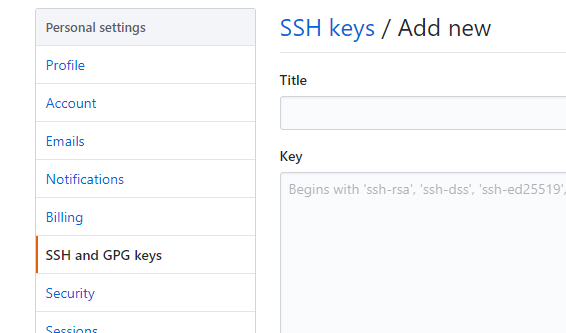 Personal settings
Profile
Account
Emails
Notifications
Billing
SSH and GPG keys
Security
Sessions
SSH keys / Add new
Title
Key
Begins with 'ssh-rsa', 'ssh-dss', 'ssh-ed25519',